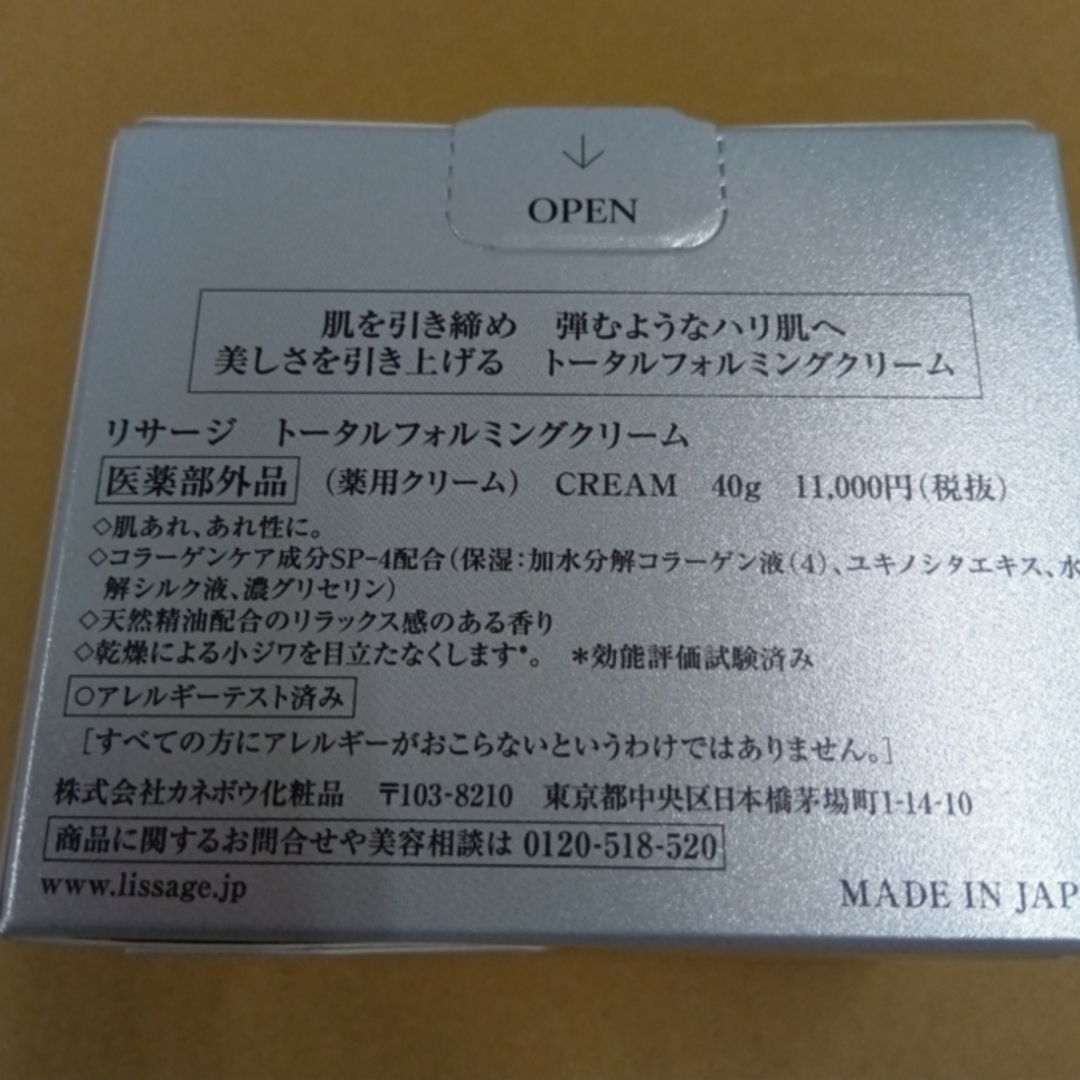 ↓
OPEN
肌を引き締め 弾むようなハリ肌へ
美しさを引き上げる トータルフォルミングクリーム
リサージ トータルフォルミングクリーム
医薬部外品 （薬用クリーム） CREAM 40g 11,000円（税抜）
◇肌あれ、あれ性に。
◇コラーゲンケア成分SP-4配合（保湿：加水分解コラーゲン液（4）、ユキノシタエキス、水
解シルク液、濃グリセリン）
◇天然精油配合のリラックス感のある香り
◇乾燥による小ジワを目立たなくします*。 *効能評価試験済み
○アレルギーテスト済み
［すべての方にアレルギーがおこらないというわけではありません。］
株式会社カネボウ化粧品 〒103-8210 東京都中央区日本橋茅場町1-14-10
商品に関するお問合せや美容相談は 0120-518-520
www.lissage.jp
MADE IN JAP